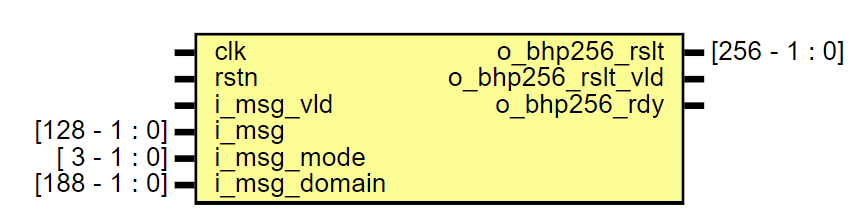 clk o_bhp256_rslt [256 - 1 : 0]
rstn o_bhp256_rslt_vld
i_msg_vld o_bhp256_rdy
[128 - 1 : 0] i_msg
[ 3 - 1 : 0] i_msg_mode
[188 - 1 : 0] i_msg_domain